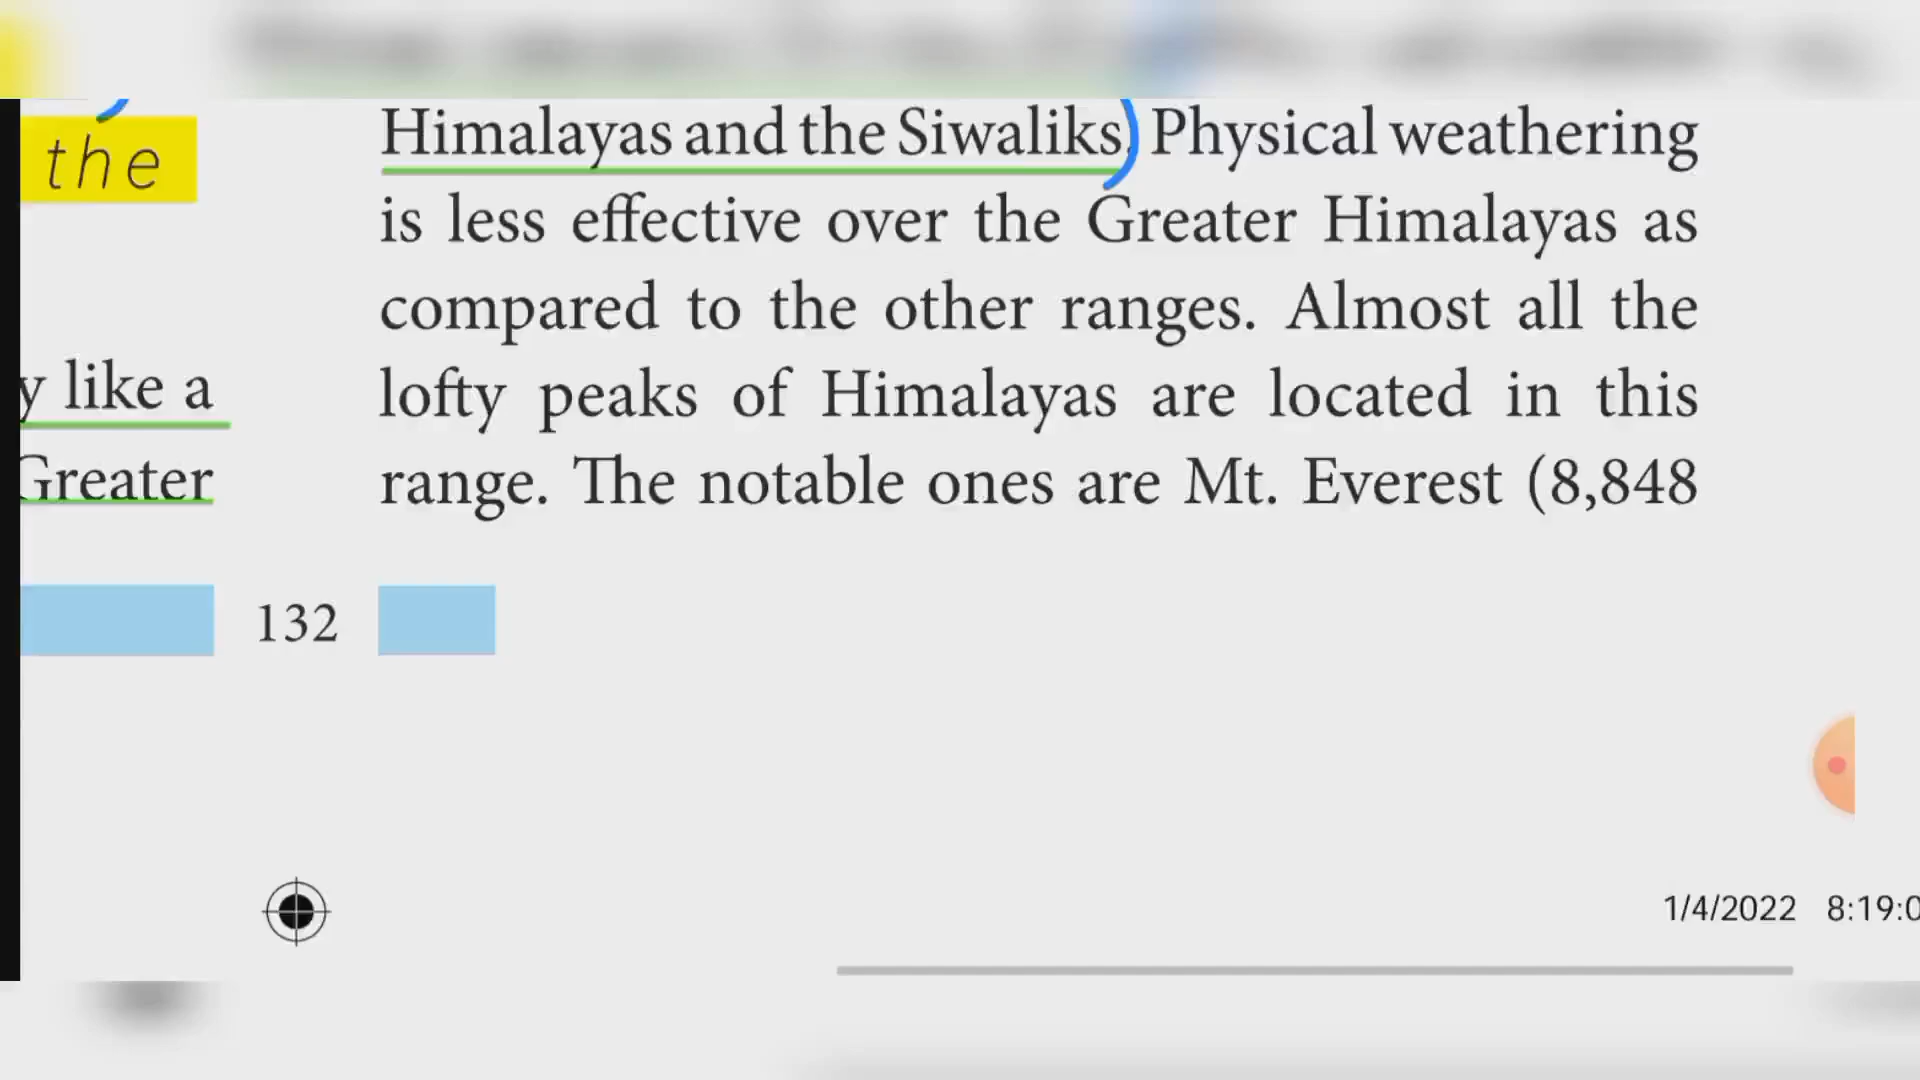 the
y like a
Greater
Himalayas and the Siwaliks. Physical weathering
is less effective over the Greater Himalayas as
compared to the other ranges. Almost all the
lofty peaks of Himalayas are located in this
range. The notable ones are Mt. Everest (8,848
132
1/4/2022 8:19:0